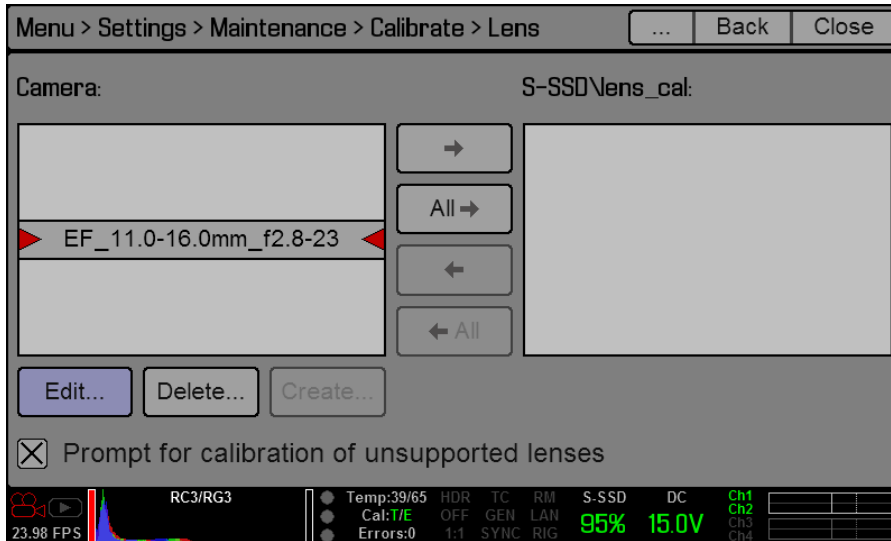 Menu > Settings > Maintenance > Calibrate > Lens
... Back Close
Camera:
S-SSD\lens_cal:
EF_11.0-16.0mm_f2.8-23
All
All
Edit... Delete... Create...
Prompt for calibration of unsupported lenses
RC3/RG3
23.98 FPS
Temp:39/65 HDR TC RM S-SSD DC Ch1
Cal:T/E OFF GEN LAN 95% 15.0V Ch2
Errors:0 1:1 SYNC RIG Ch3
Ch4